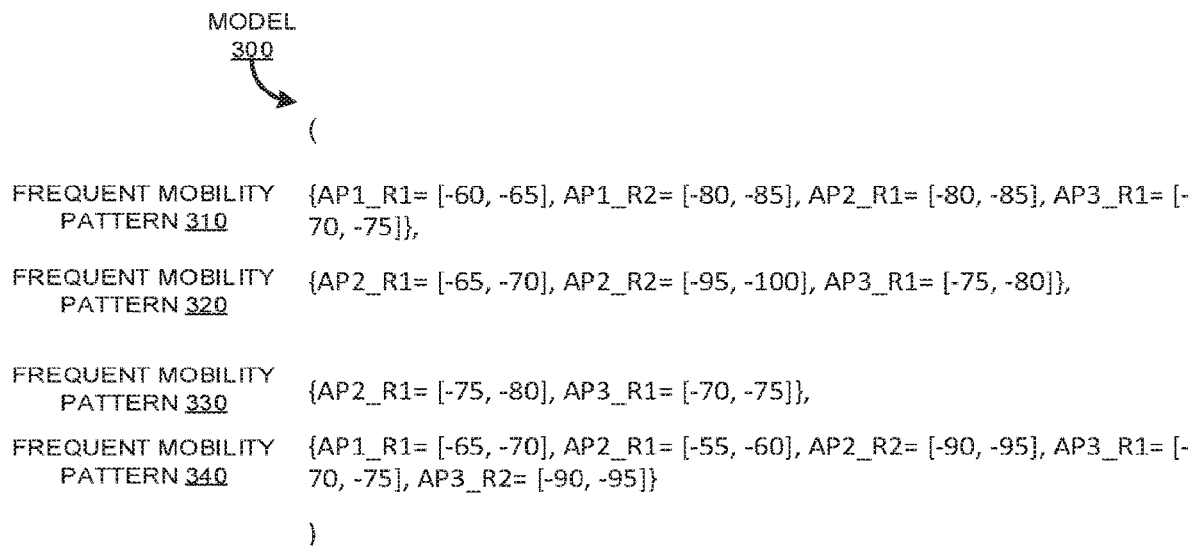 MODEL
300
(
FREQUENT MOBILITY
PATTERN 310
{AP1_R1= [-60, -65], AP1_R2= [-80, -85], AP2_R1= [-80, -85], AP3_R1= [-
70, -75]},
FREQUENT MOBILITY
PATTERN 320
{AP2_R1= [-65, -70], AP2_R2= [-95, -100], AP3_R1= [-75, -80]},
FREQUENT MOBILITY
PATTERN 330
{AP2_R1= [-75, -80], AP3_R1= [-70, -75]},
FREQUENT MOBILITY
PATTERN 340
{AP1_R1= [-65, -70], AP2_R1= [-55, -60], AP2_R2= [-90, -95], AP3_R1= [-
70, -75], AP3_R2= [-90, -95]}
)